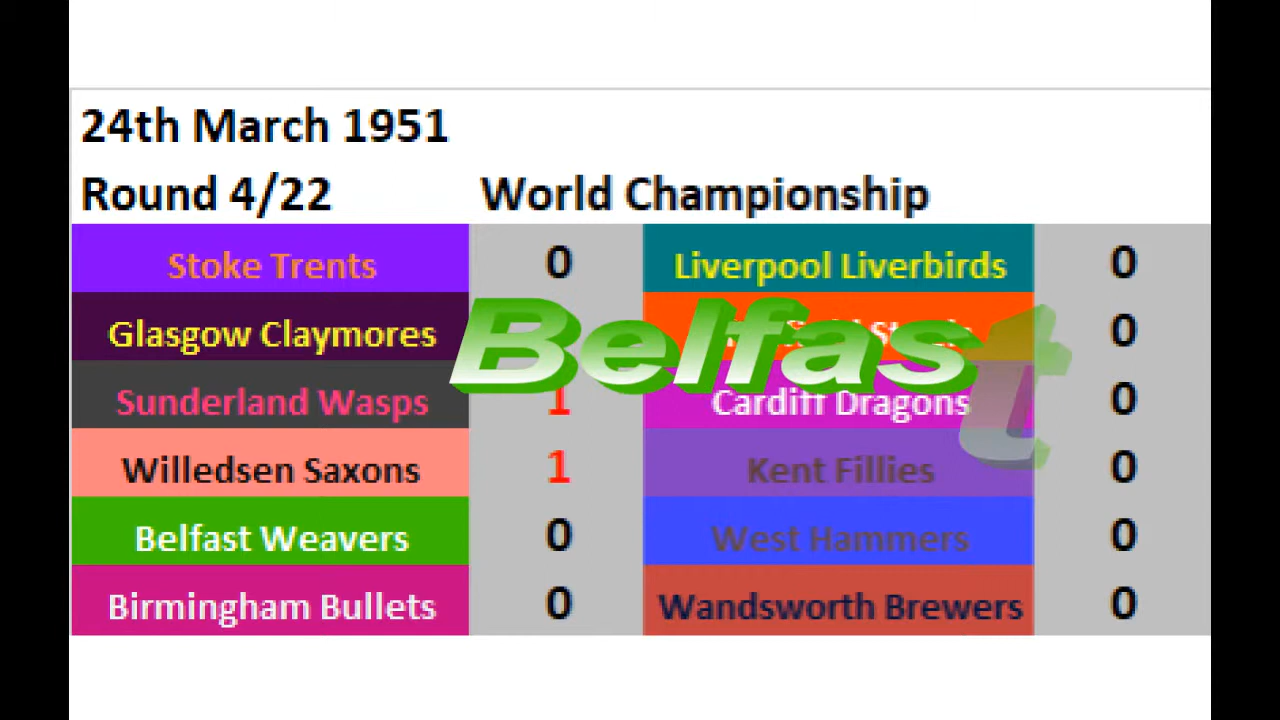 24th March 1951
Round 4/22 World Championship
Stoke Trents 0 Liverpool Liverbirds 0
Glasgow Claymores 0
Belfast
Sunderland Wasps 1 Cardiff Dragons 0
Willedsen Saxons 1 Kent Fillies 0
Belfast Weavers 0 West Hammers 0
Birmingham Bullets 0 Wandsworth Brewers 0